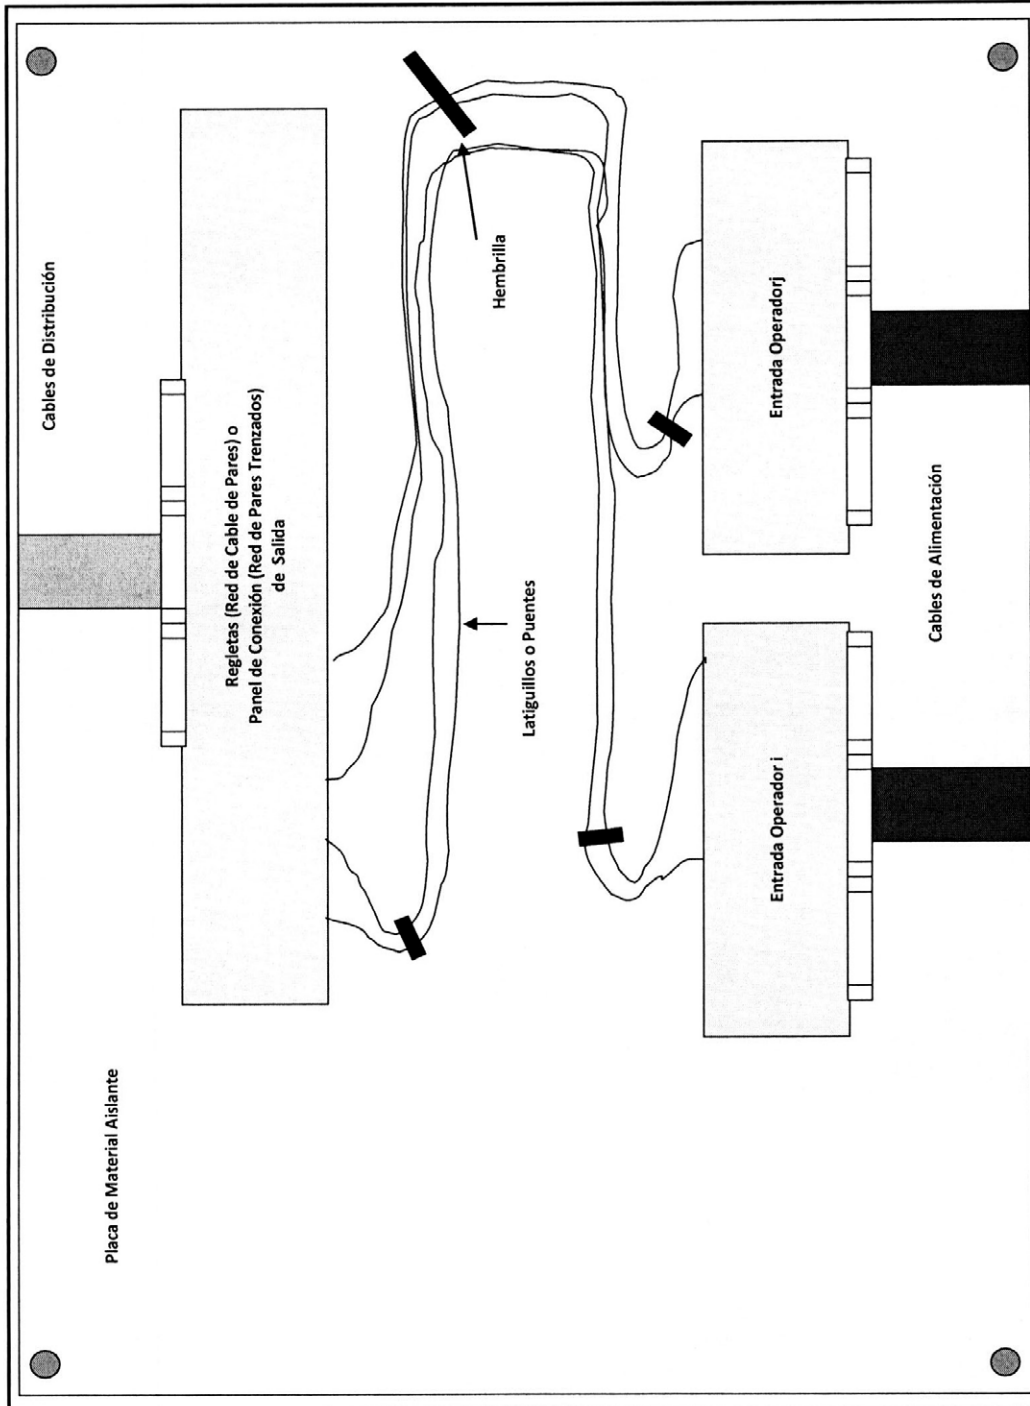 Placa de Material Aislante
Cables de Distribución
Regletas (Red de Cable de Pares) o
Panel de Conexión (Red de Pares Trenzados)
de Salida
Hembrilla
Latiguillos o Puentes
Entrada Operador i
Entrada Operadorj
Cables de Alimentación